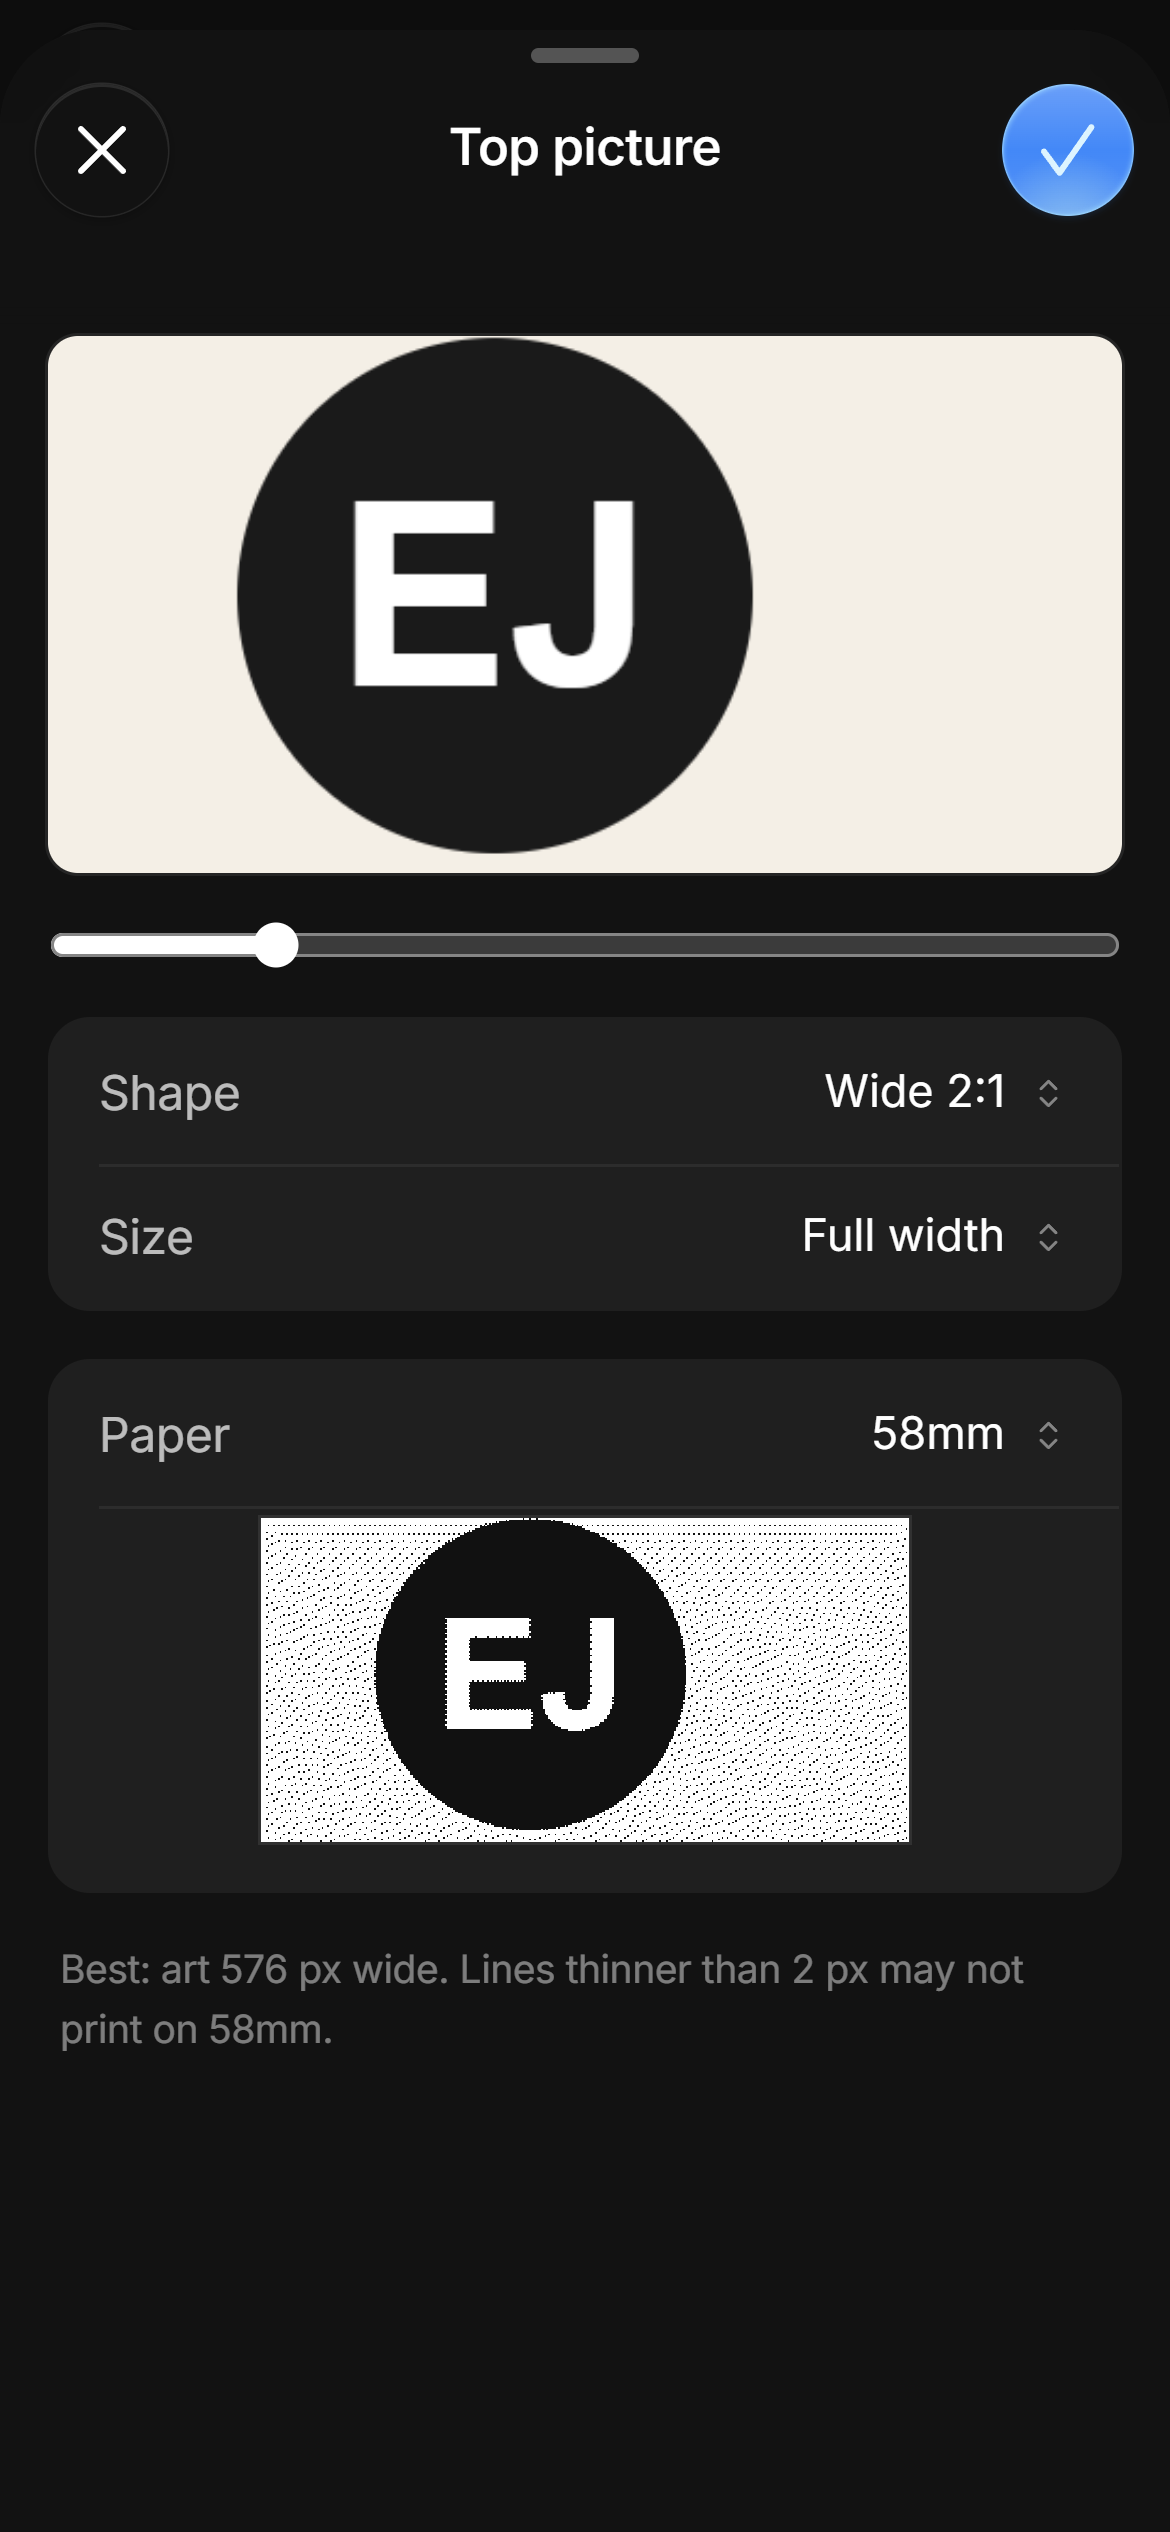 Top picture
EJ
Shape
Wide 2:1
Size
Full width
Paper
58mm
EJ
Best: art 576 px wide. Lines thinner than 2 px may not
print on 58mm.